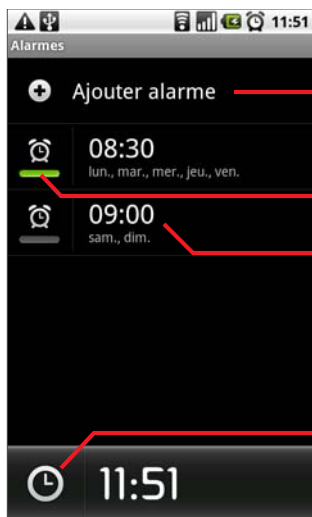 11:51
Alarmes
Ajouter alarme
08:30
lun., mar., mer., jeu., ven.
09:00
sam., dim.
11:51